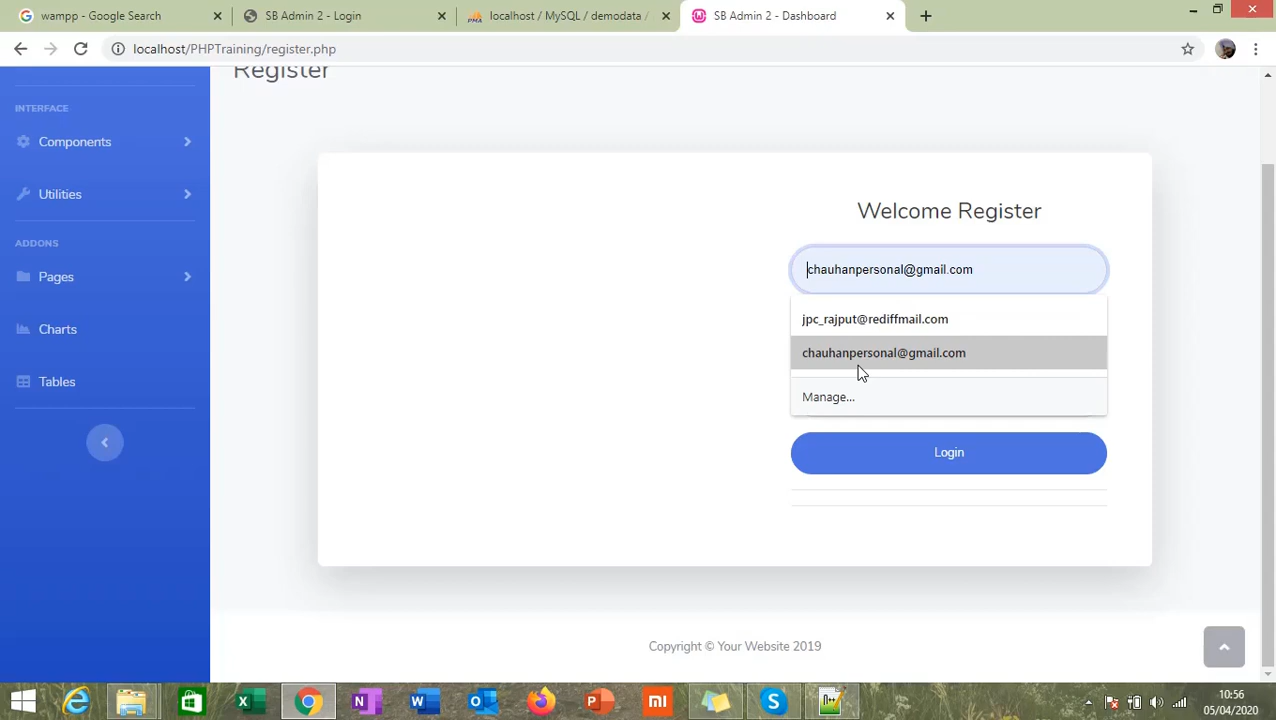 wampp - Google Search
SB Admin 2 - Login
localhost / MySQL / demodata /
SB Admin 2 - Dashboard
localhost/PHPTraining/register.php
Register
INTERFACE
Components
Utilities
ADDONS
Pages
Charts
Tables
Welcome Register
chauhanpersonal@gmail.com
jpc_rajput@rediffmail.com
chauhanpersonal@gmail.com
Manage...
Login
Copyright © Your Website 2019
10:56
05/04/2020